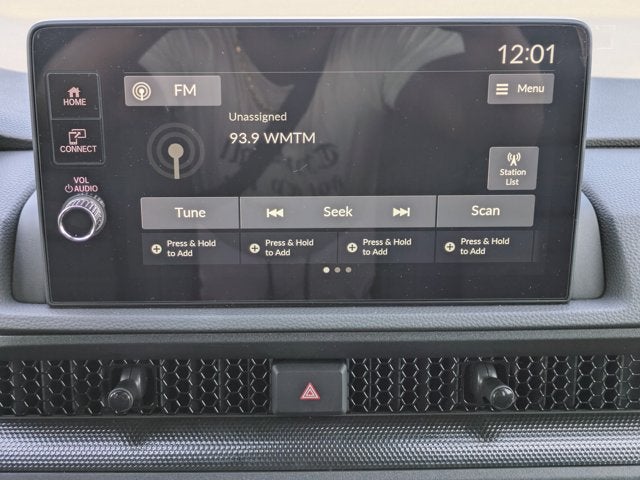 12:01
HOME
FM
Menu
Unassigned
93.9 WMTM
CONNECT
Station
List
VOL
AUDIO
Tune
Seek
Scan
Press & Hold
to Add
Press & Hold
to Add
Press & Hold
to Add
Press & Hold
to Add